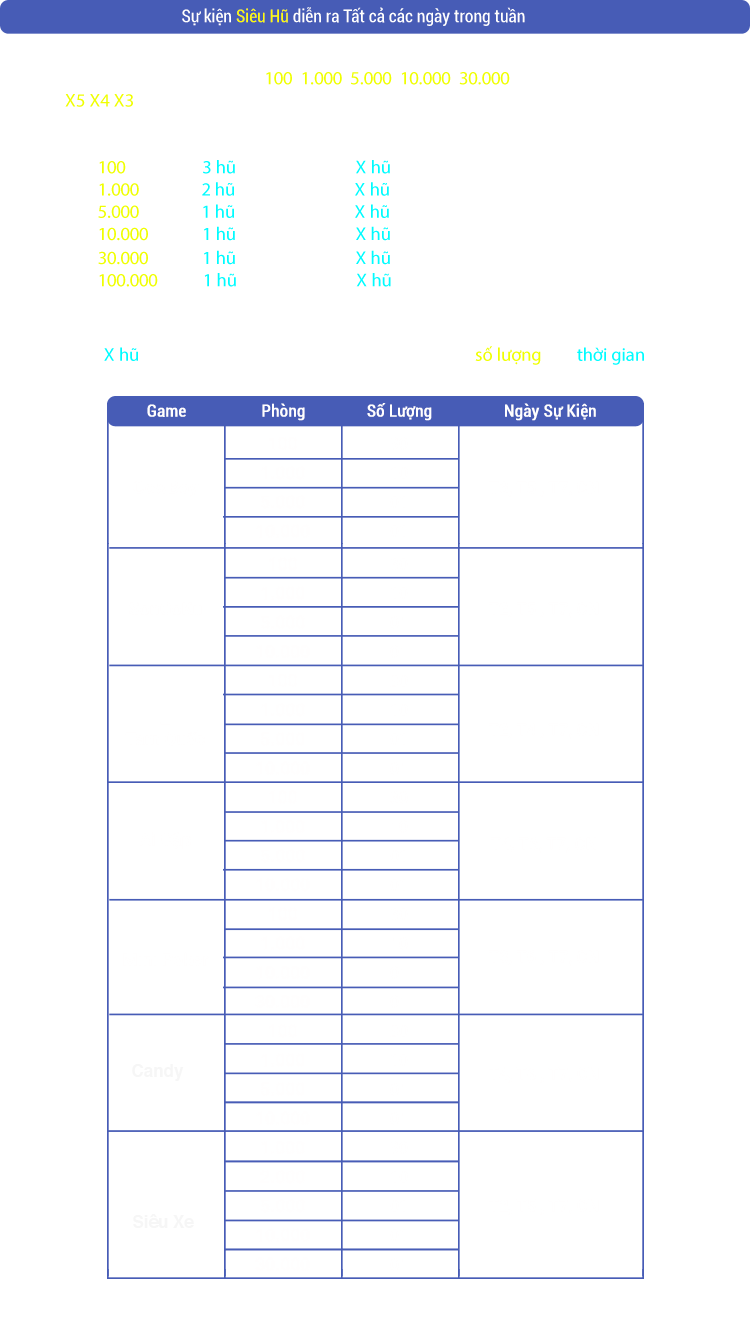 Sự kiện Siêu Hũ diễn ra Tất cả các ngày trong tuần
100 1.000 5.000 10.000 30.000
X5 X4 X3
100 3 hũ X hũ
1.000 2 hũ X hũ
5.000 1 hũ X hũ
10.000 1 hũ X hũ
30.000 1 hũ X hũ
100.000 1 hũ X hũ
X hũ số lượng thời gian
Game Phòng Số Lượng Ngày Sự Kiện
Candy
Siêu Xe